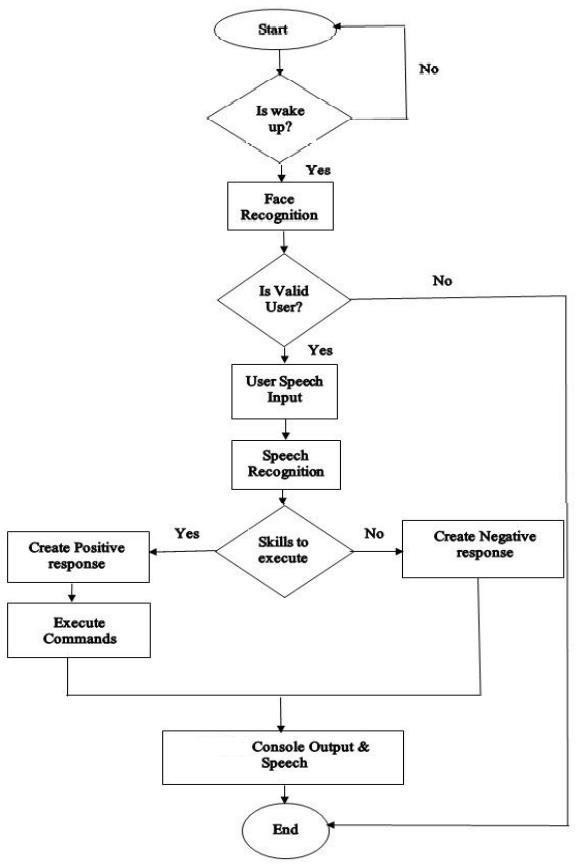 Start
No
Is wake
up?
Yes
Face
Recognition
Is Valid
User?
No
Yes
User Speech
Input
Speech
Recognition
Skills to
execute
Yes
No
Create Positive
response
Create Negative
response
Execute
Commands
Console Output &
Speech
End